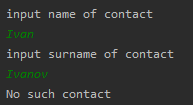 input name of contact
Ivan
input surname of contact
Ivanov
No such contact